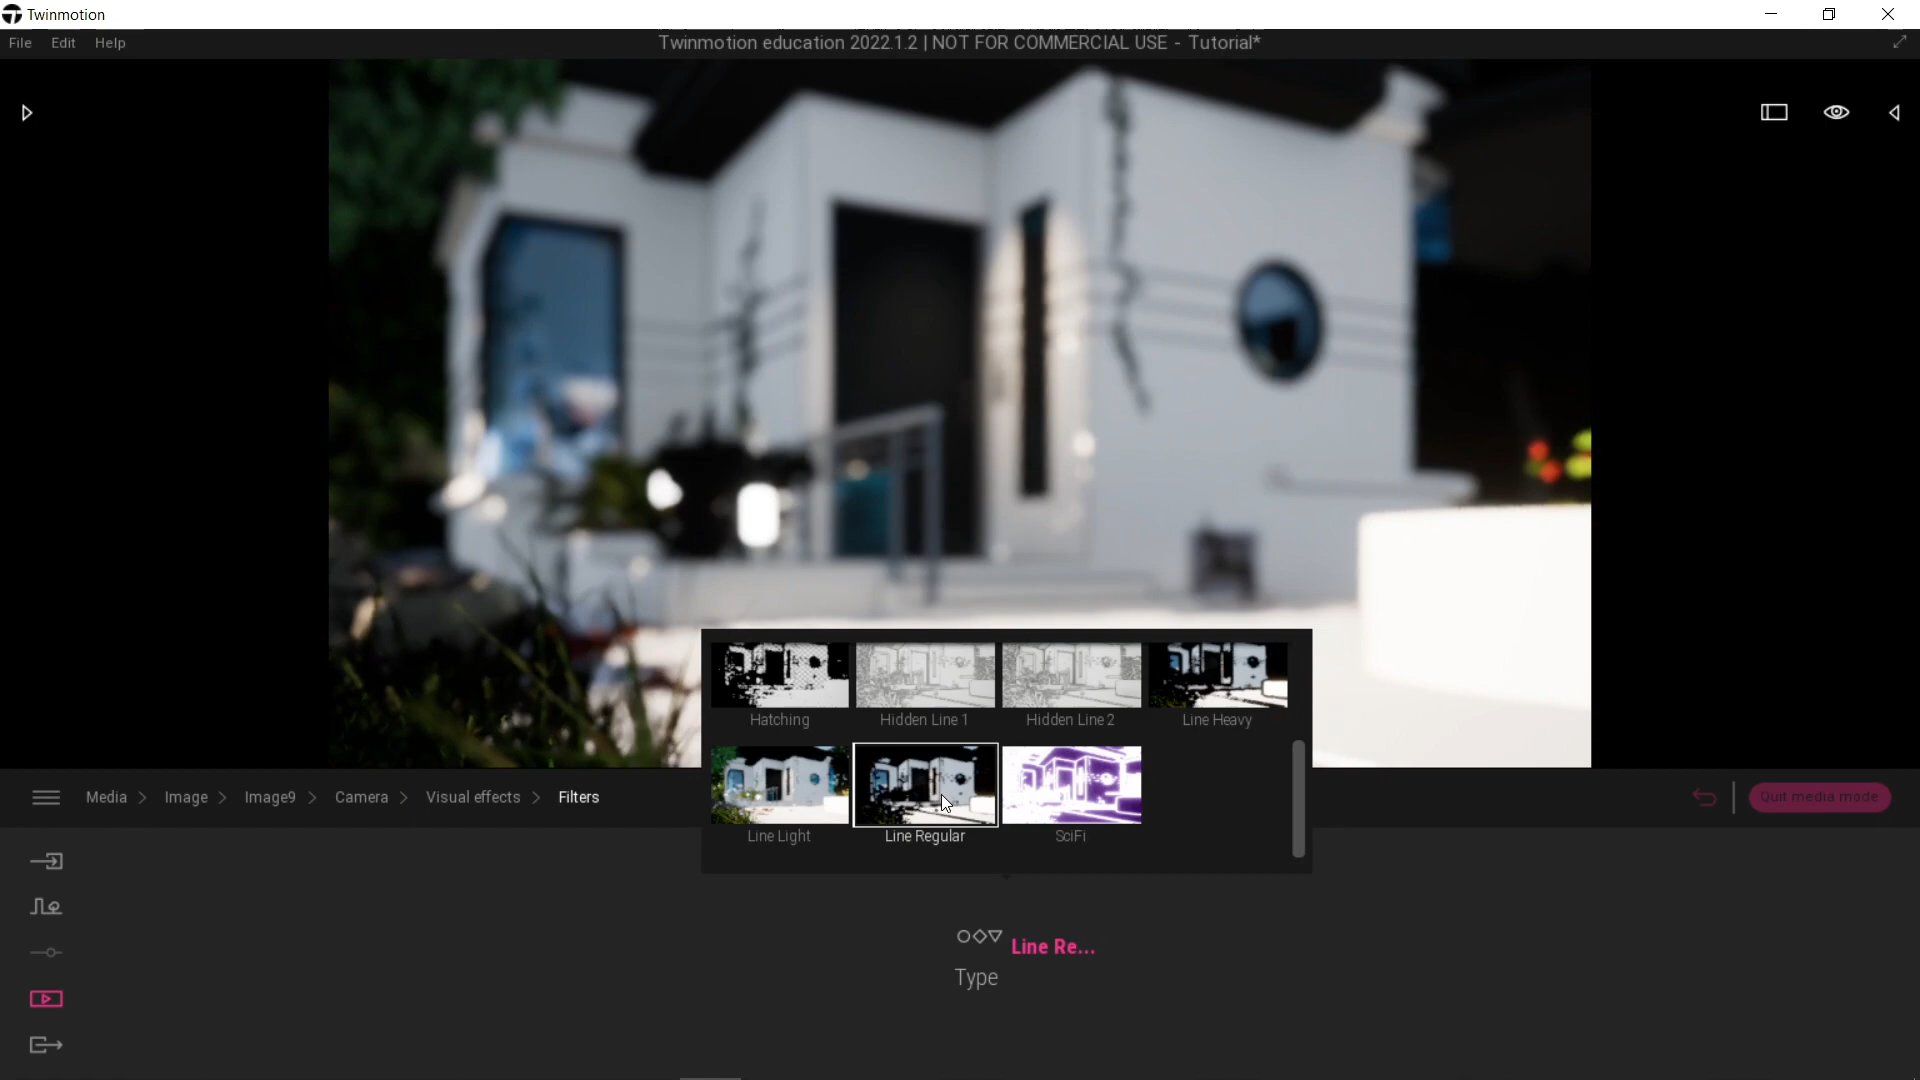 Twinmotion
File Edit Help
Twinmotion education 2022.1.2 | NOT FOR COMMERCIAL USE - Tutorial*
Hatching Hidden Line 1 Hidden Line 2 Line Heavy
Line Light Line Regular SciFi
Media > Image > Image9 > Camera > Visual effects > Filters
Quit media mode
Line Re...
Type